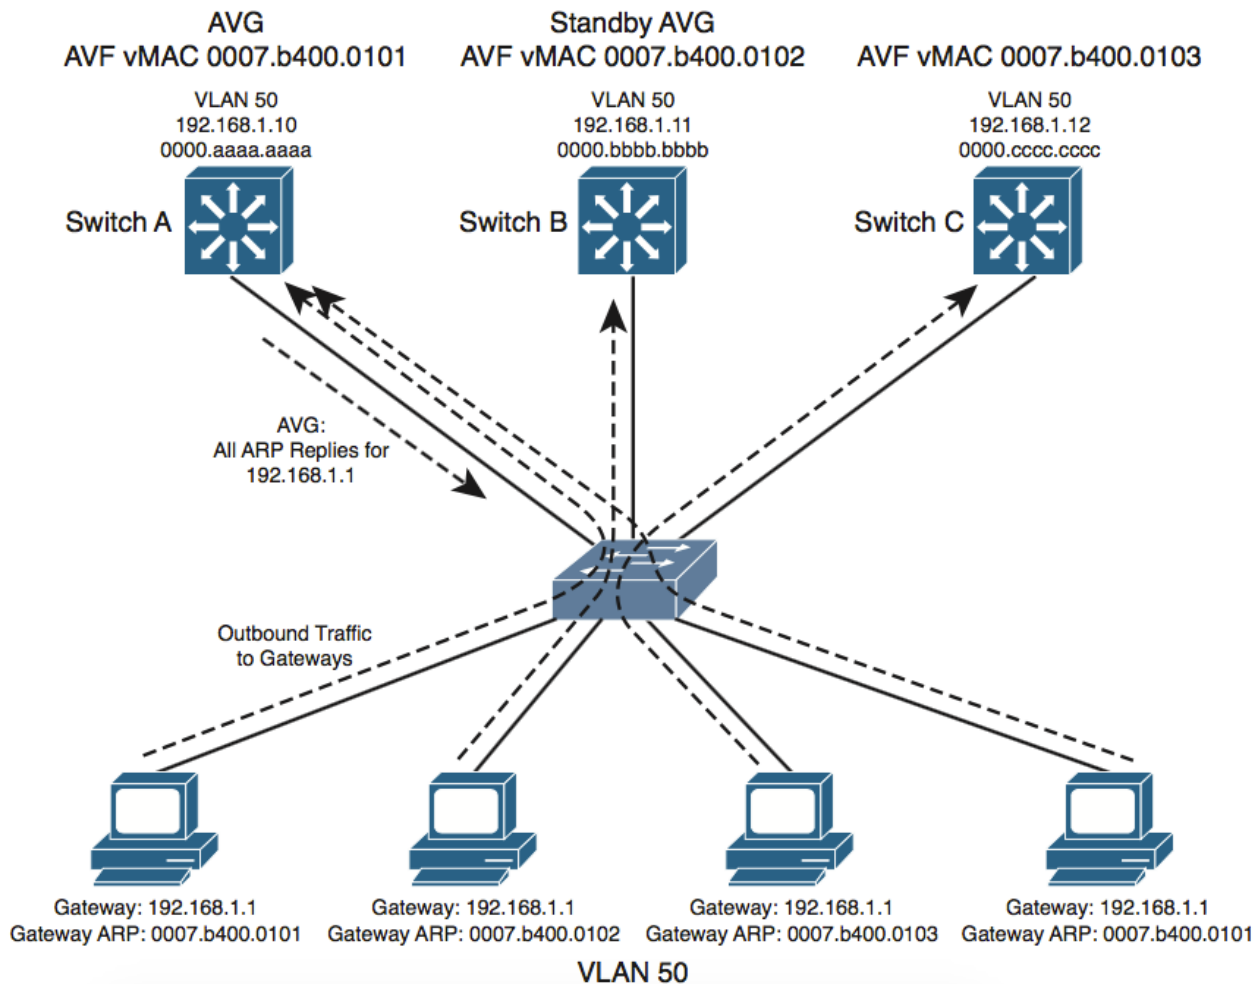 AVG
AVF vMAC 0007.b400.0101
VLAN 50
192.168.1.10
0000.aaaa.aaaa
Switch A
Standby AVG
AVF vMAC 0007.b400.0102
VLAN 50
192.168.1.11
0000.bbbb.bbbb
Switch B
AVF vMAC 0007.b400.0103
VLAN 50
192.168.1.12
0000.cccc.cccc
Switch C
AVG:
All ARP Replies for
192.168.1.1
Outbound Traffic
to Gateways
Gateway: 192.168.1.1
Gateway ARP: 0007.b400.0101
Gateway: 192.168.1.1
Gateway ARP: 0007.b400.0102
Gateway: 192.168.1.1
Gateway ARP: 0007.b400.0103
Gateway: 192.168.1.1
Gateway ARP: 0007.b400.0101
VLAN 50